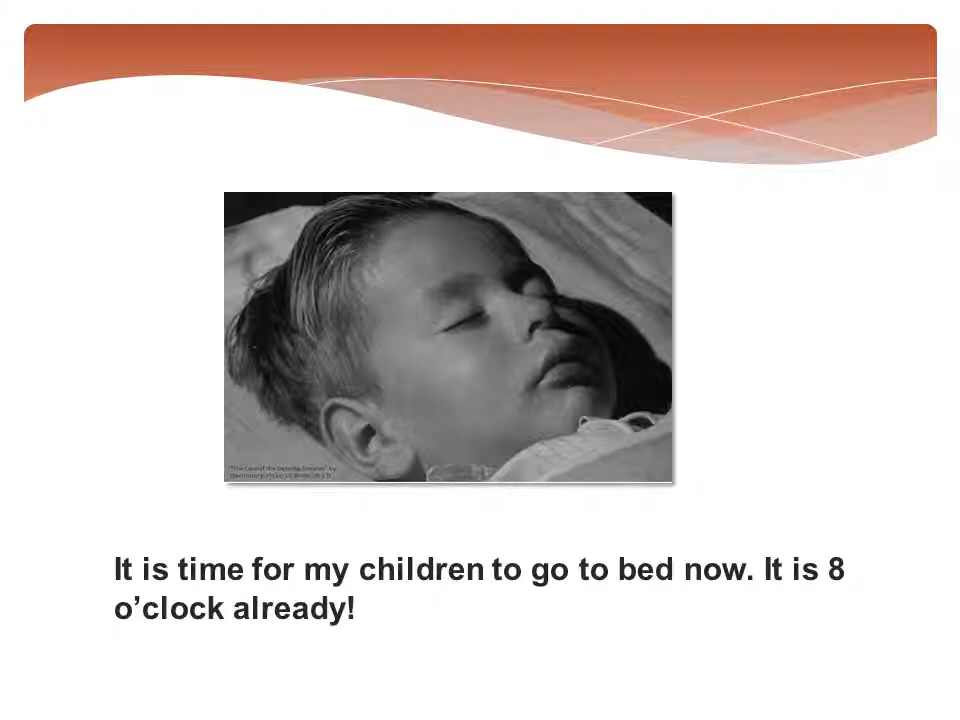 It is time for my children to go to bed now. It is 8
o’clock already!